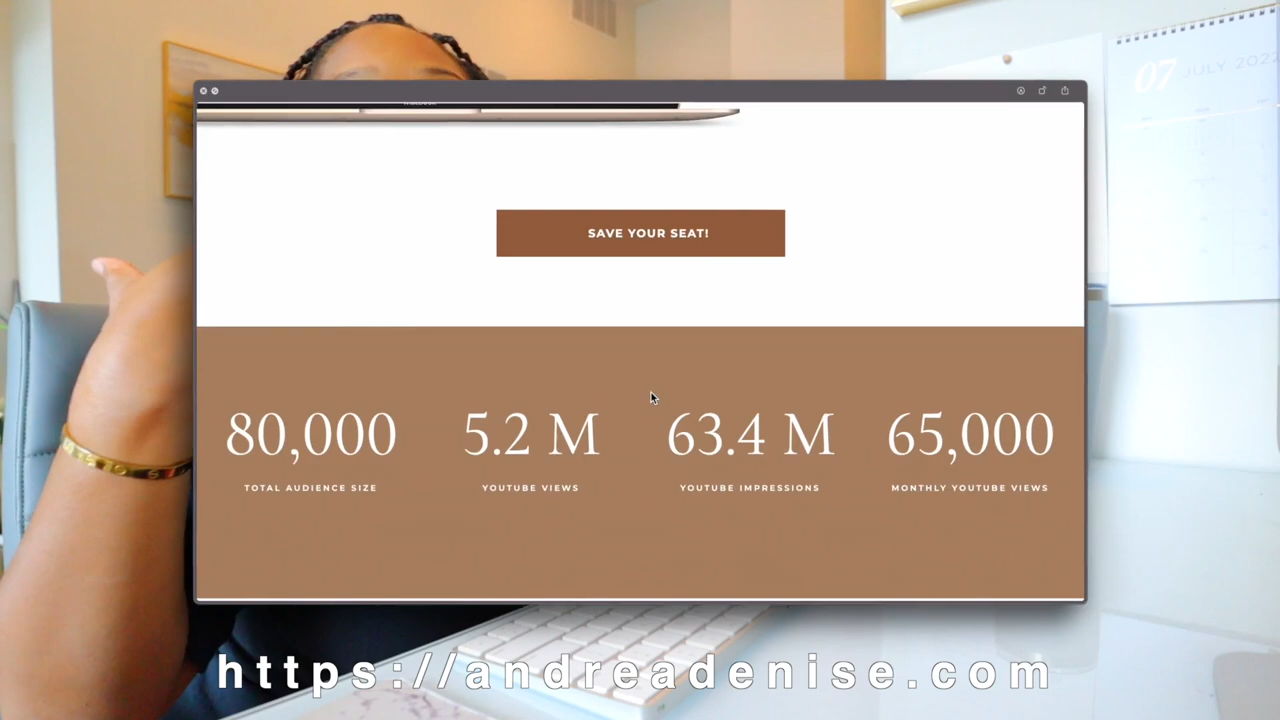 07 JULY 2022
SAVE YOUR SEAT!
80,000 5.2 M 63.4 M 65,000
TOTAL AUDIENCE SIZE YOUTUBE VIEWS YOUTUBE IMPRESSIONS MONTHLY YOUTUBE VIEWS
https://andreadenise.com